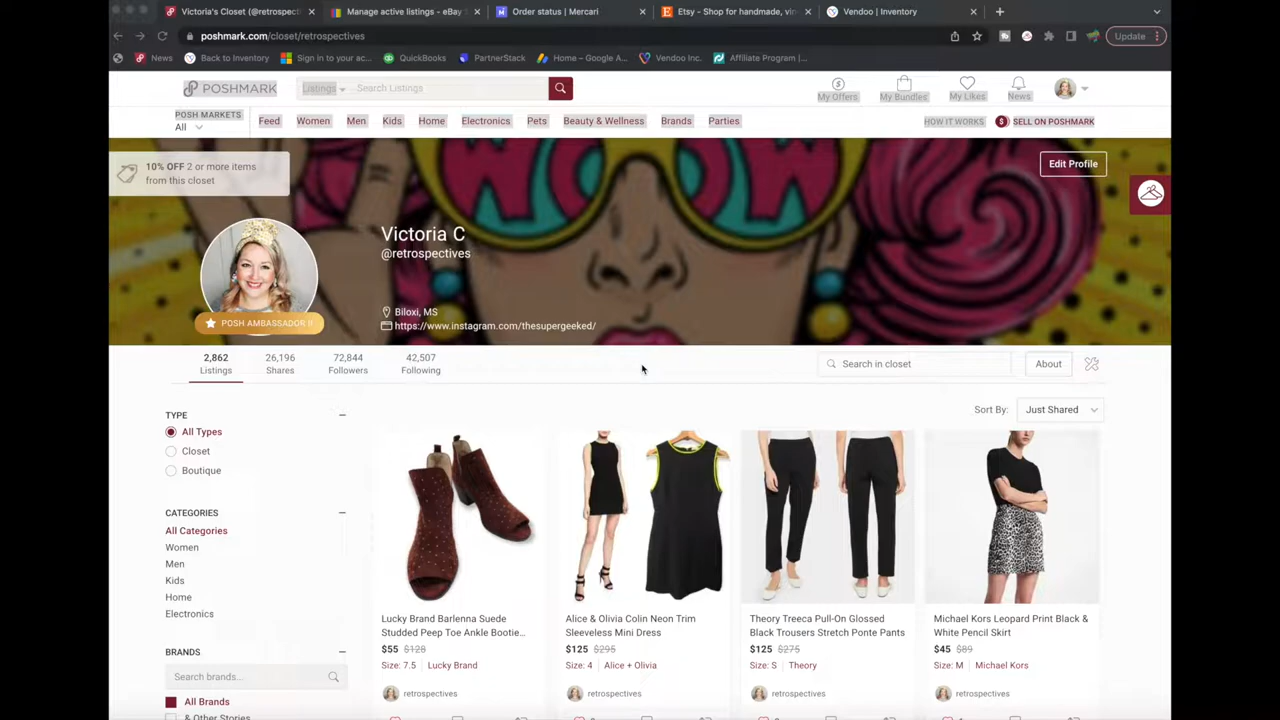 Victoria's Closet (@retrospecti
Manage active listings - eBay S
Order status | Mercari
Etsy - Shop for handmade, vin
Vendoo | Inventory
poshmark.com/closet/retrospectives
Update
News
Back to Inventory
Sign in to your ac...
QuickBooks
PartnerStack
Home – Google A...
Vendoo Inc.
Affiliate Program |...
POSHMARK
Listings
Search Listings
My Offers
My Bundles
My Likes
News
POSH MARKETS
All
Feed
Women
Men
Kids
Home
Electronics
Pets
Beauty & Wellness
Brands
Parties
HOW IT WORKS
SELL ON POSHMARK
10% OFF 2 or more items
from this closet
WOW
Edit Profile
Victoria C
@retrospectives
POSH AMBASSADOR II
Biloxi, MS
https://www.instagram.com/thesupergeeked/
2,862
Listings
26,196
Shares
72,844
Followers
42,507
Following
Search in closet
About
Sort By:
Just Shared
TYPE
All Types
Closet
Boutique
CATEGORIES
All Categories
Women
Men
Kids
Home
Electronics
BRANDS
Search brands...
All Brands
& Other Stories
Lucky Brand Barlenna Suede
Studded Peep Toe Ankle Bootie...
$55 $128
Size: 7.5 | Lucky Brand
retrospectives
Alice & Olivia Colin Neon Trim
Sleeveless Mini Dress
$125 $295
Size: 4 | Alice + Olivia
retrospectives
Theory Treeca Pull-On Glossed
Black Trousers Stretch Ponte Pants
$125 $275
Size: S | Theory
retrospectives
Michael Kors Leopard Print Black &
White Pencil Skirt
$45 $89
Size: M | Michael Kors
retrospectives